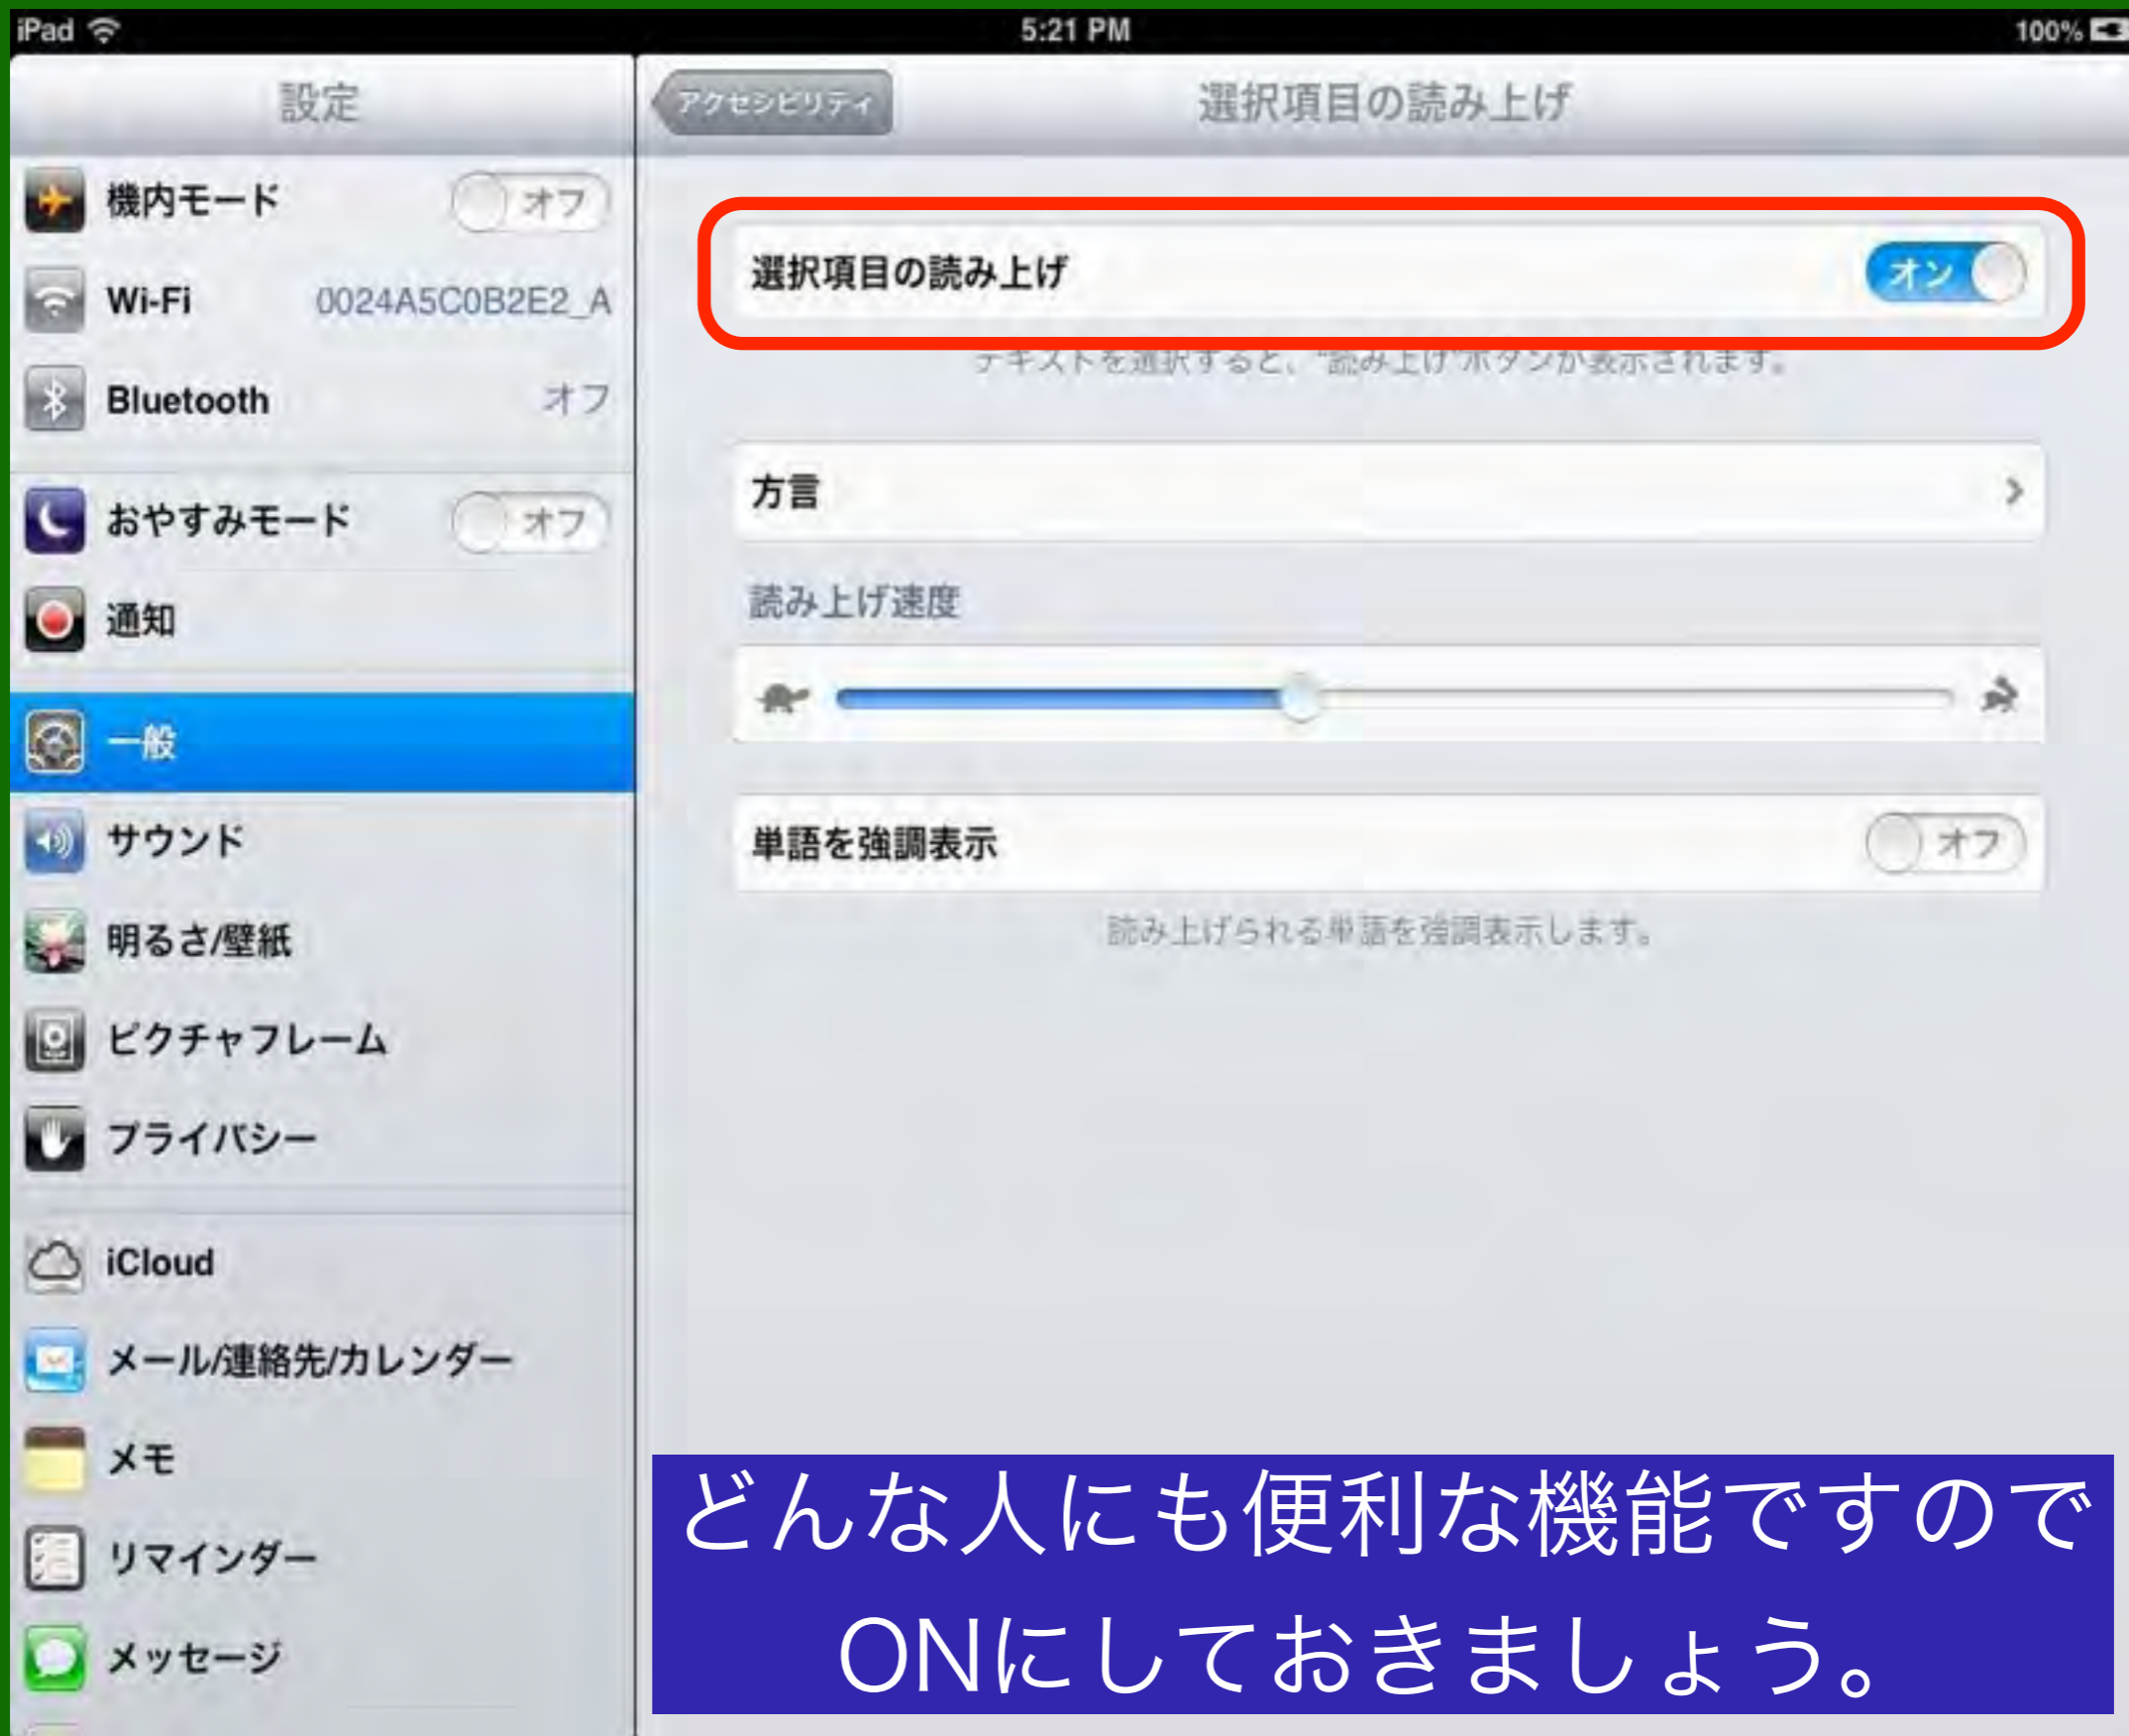 iPad
5:21 PM
100%
設定
機内モード オフ
Wi-Fi 0024A5C0B2E2_A
Bluetooth オフ
おやすみモード オフ
通知
一般
サウンド
明るさ/壁紙
ピクチャフレーム
プライバシー
iCloud
メール/連絡先/カレンダー
メモ
リマインダー
メッセージ
アクセシビリティ
選択項目の読み上げ
選択項目の読み上げ オン
テキストを選択すると、“読み上げ”ボタンが表示されます。
方言
読み上げ速度
単語を強調表示 オフ
読み上げられる単語を強調表示します。
どんな人にも便利な機能ですので
ONにしておきましょう。